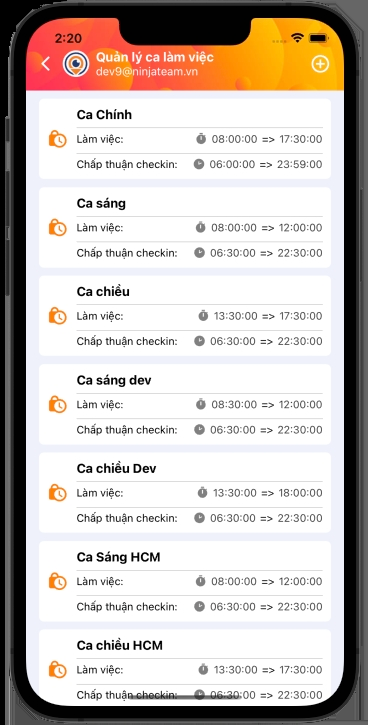 2:20
Quản lý ca làm việc
dev9@ninjateam.vn
Ca Chính
Làm việc: 08:00:00 => 17:30:00
Chấp thuận checkin: 06:00:00 => 23:59:00
Ca sáng
Làm việc: 08:00:00 => 12:00:00
Chấp thuận checkin: 06:30:00 => 22:30:00
Ca chiều
Làm việc: 13:30:00 => 17:30:00
Chấp thuận checkin: 06:30:00 => 22:30:00
Ca sáng dev
Làm việc: 08:30:00 => 12:00:00
Chấp thuận checkin: 06:30:00 => 22:30:00
Ca chiều Dev
Làm việc: 13:30:00 => 18:00:00
Chấp thuận checkin: 06:30:00 => 22:30:00
Ca Sáng HCM
Làm việc: 08:00:00 => 12:00:00
Chấp thuận checkin: 06:30:00 => 22:30:00
Ca chiều HCM
Làm việc: 13:30:00 => 17:30:00
Chấp thuận checkin: 06:30:00 => 22:30:00